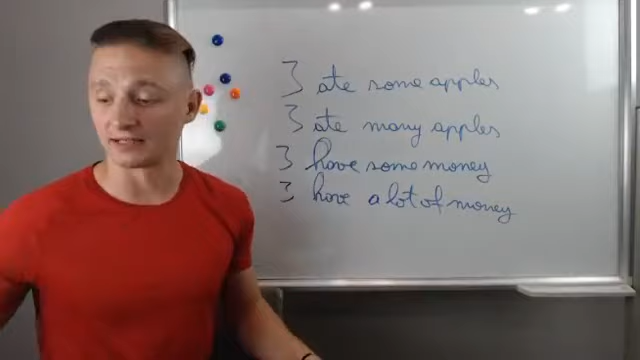 I ate some apples
I ate many apples
I have some money
I have a lot of money